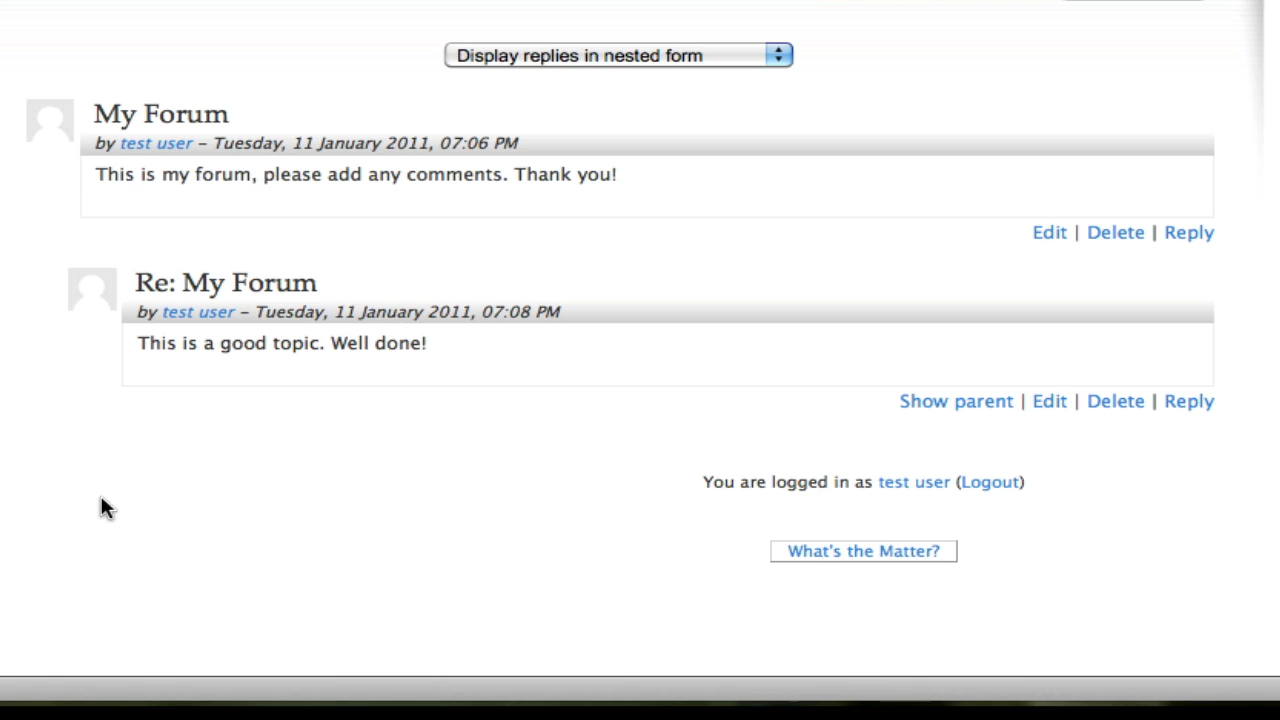 Display replies in nested form
My Forum
by test user – Tuesday, 11 January 2011, 07:06 PM
This is my forum, please add any comments. Thank you!
Edit | Delete | Reply
Re: My Forum
by test user – Tuesday, 11 January 2011, 07:08 PM
This is a good topic. Well done!
Show parent | Edit | Delete | Reply
You are logged in as test user (Logout)
What's the Matter?